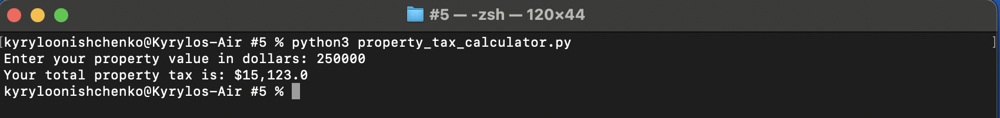 #5 — -zsh — 120×44
[kyryloonishchenko@Kyrylos-Air #5 % python3 property_tax_calculator.py ]
Enter your property value in dollars: 250000
Your total property tax is: $15,123.0
kyryloonishchenko@Kyrylos-Air #5 %